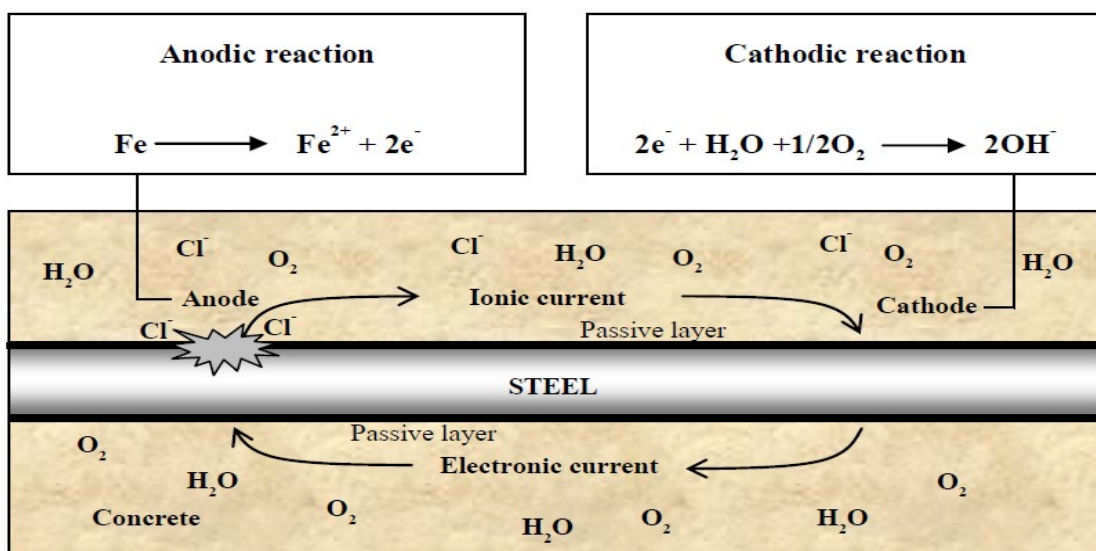 Anodic reaction
Fe ⟶ Fe²⁺ + 2e⁻
Cathodic reaction
2e⁻ + H₂O +1/2O₂ ⟶ 2OH⁻
H₂O
Cl⁻
O₂
Cl⁻
H₂O
O₂
Cl⁻
O₂
H₂O
Anode
Ionic current
Cathode
Cl⁻
Cl⁻
Passive layer
STEEL
Passive layer
O₂
Electronic current
H₂O
O₂
Concrete
O₂
H₂O
O₂
H₂O